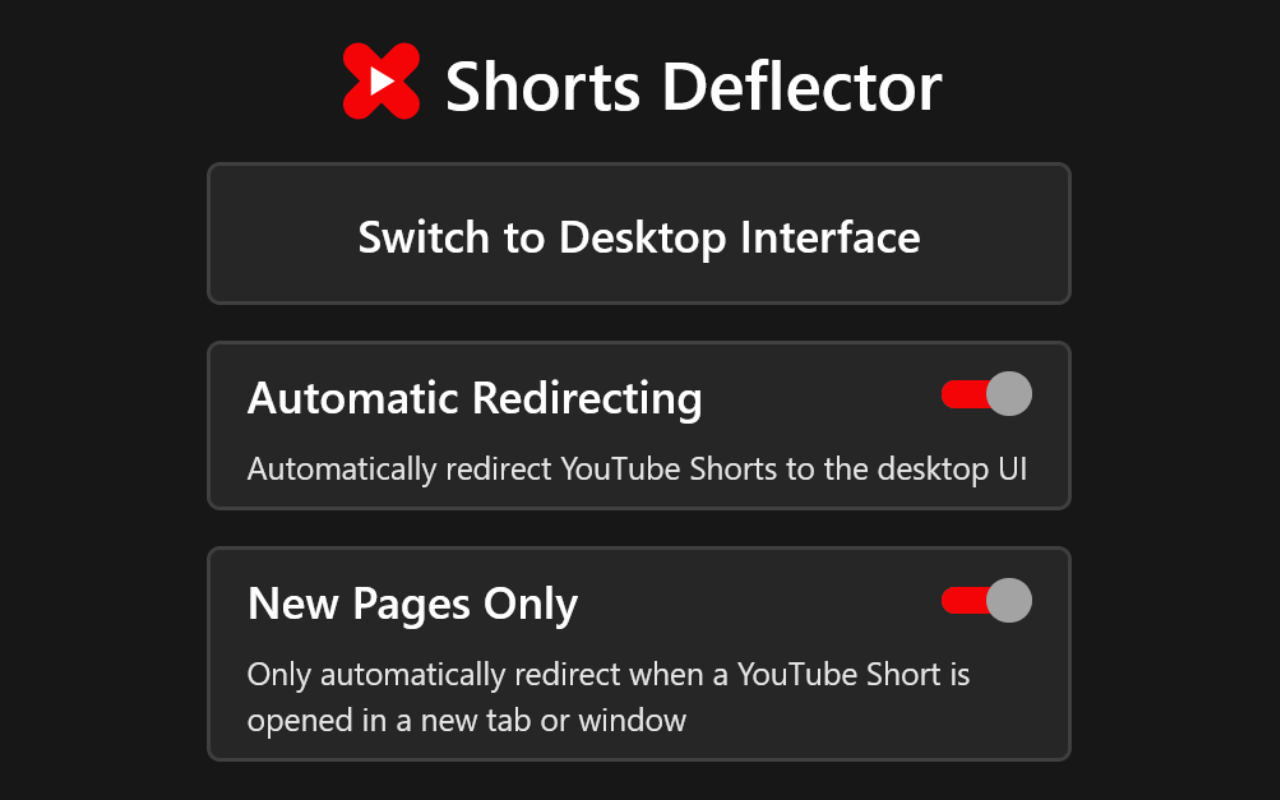 Shorts Deflector
Switch to Desktop Interface
Automatic Redirecting
Automatically redirect YouTube Shorts to the desktop UI
New Pages Only
Only automatically redirect when a YouTube Short is
opened in a new tab or window